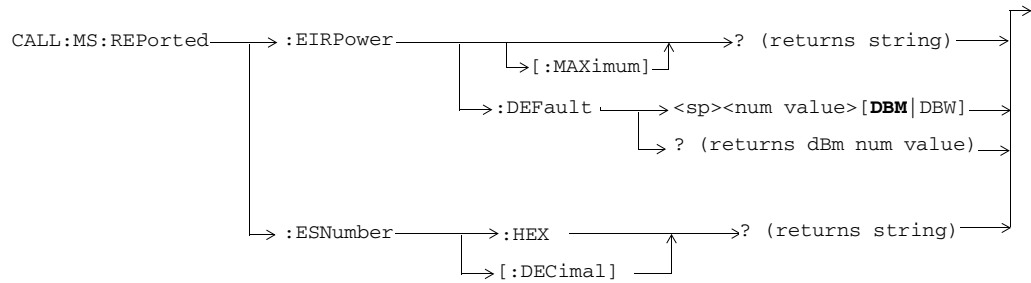 CALL:MS:REPorted :EIRPower ? (returns string)
[:MAXimum]
:DEFault <sp><num value>[DBM|DBW]
? (returns dBm num value)
:ESNumber :HEX ? (returns string)
[:DECimal]